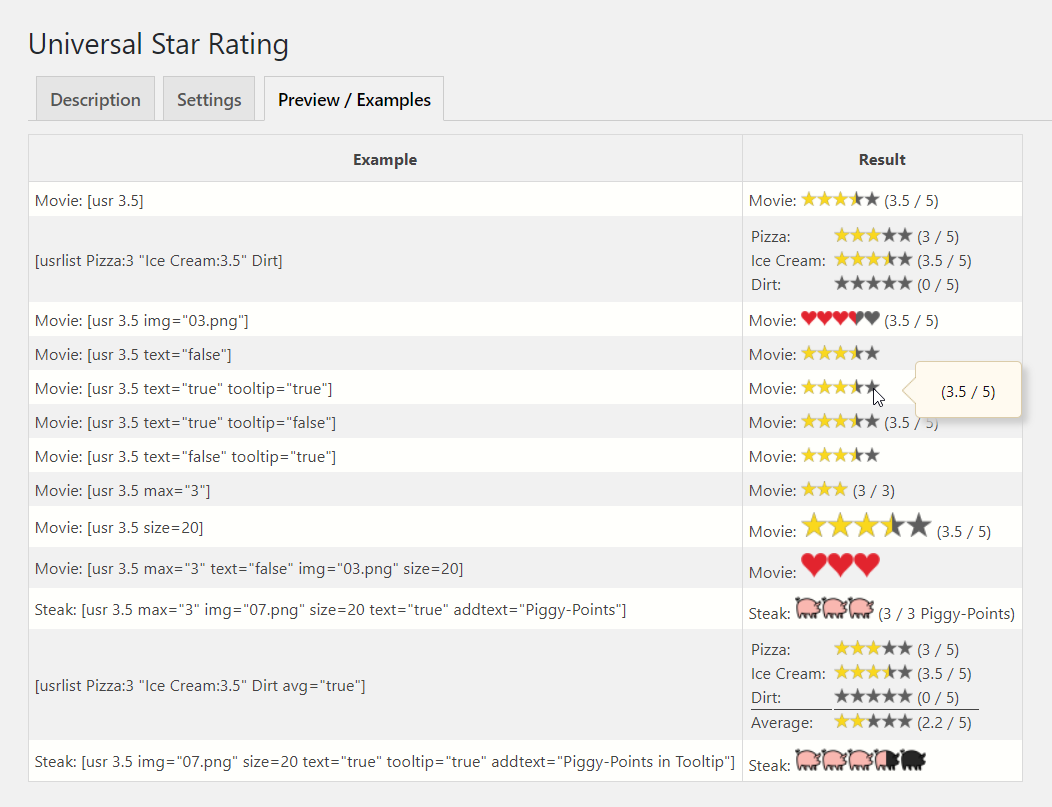 Universal Star Rating
Description Settings Preview / Examples
Example Result
Movie: [usr 3.5] Movie: (3.5 / 5)
[usrlist Pizza:3 "Ice Cream:3.5" Dirt]
Pizza: (3 / 5)
Ice Cream: (3.5 / 5)
Dirt: (0 / 5)
Movie: [usr 3.5 img="03.png"] Movie: (3.5 / 5)
Movie: [usr 3.5 text="false"] Movie:
Movie: [usr 3.5 text="true" tooltip="true"] Movie: (3.5 / 5)
Movie: [usr 3.5 text="true" tooltip="false"] Movie: (3.5 / 5)
Movie: [usr 3.5 text="false" tooltip="true"] Movie:
Movie: [usr 3.5 max="3"] Movie: (3 / 3)
Movie: [usr 3.5 size=20] Movie: (3.5 / 5)
Movie: [usr 3.5 max="3" text="false" img="03.png" size=20] Movie:
Steak: [usr 3.5 max="3" img="07.png" size=20 text="true" addtext="Piggy-Points"] Steak: (3 / 3 Piggy-Points)
[usrlist Pizza:3 "Ice Cream:3.5" Dirt avg="true"]
Pizza: (3 / 5)
Ice Cream: (3.5 / 5)
Dirt: (0 / 5)
Average: (2.2 / 5)
Steak: [usr 3.5 img="07.png" size=20 text="true" tooltip="true" addtext="Piggy-Points in Tooltip"] Steak: